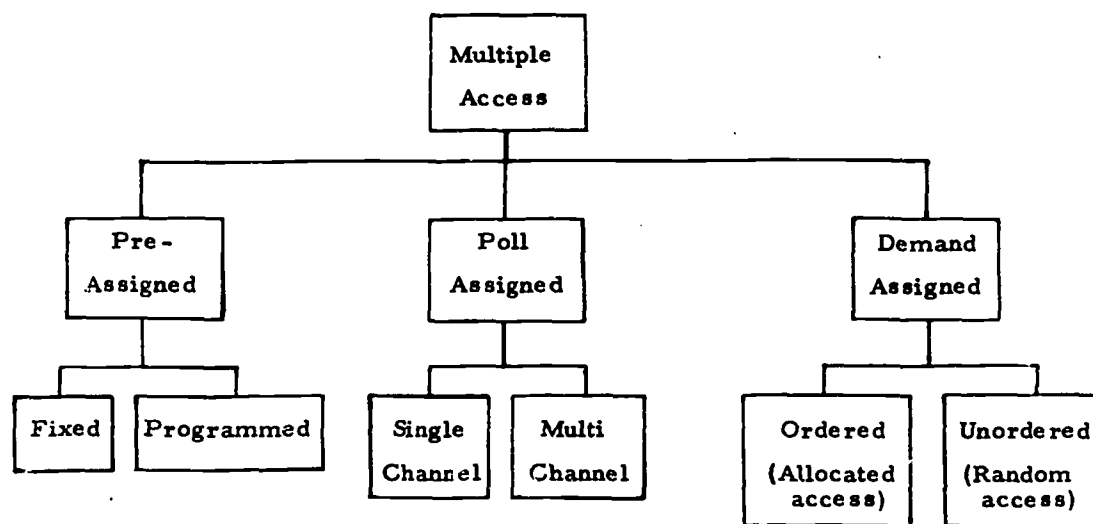 Multiple
Access
Pre-
Assigned
Poll
Assigned
Demand
Assigned
Fixed
Programmed
Single
Channel
Multi
Channel
Ordered
(Allocated
access)
Unordered
(Random
access)